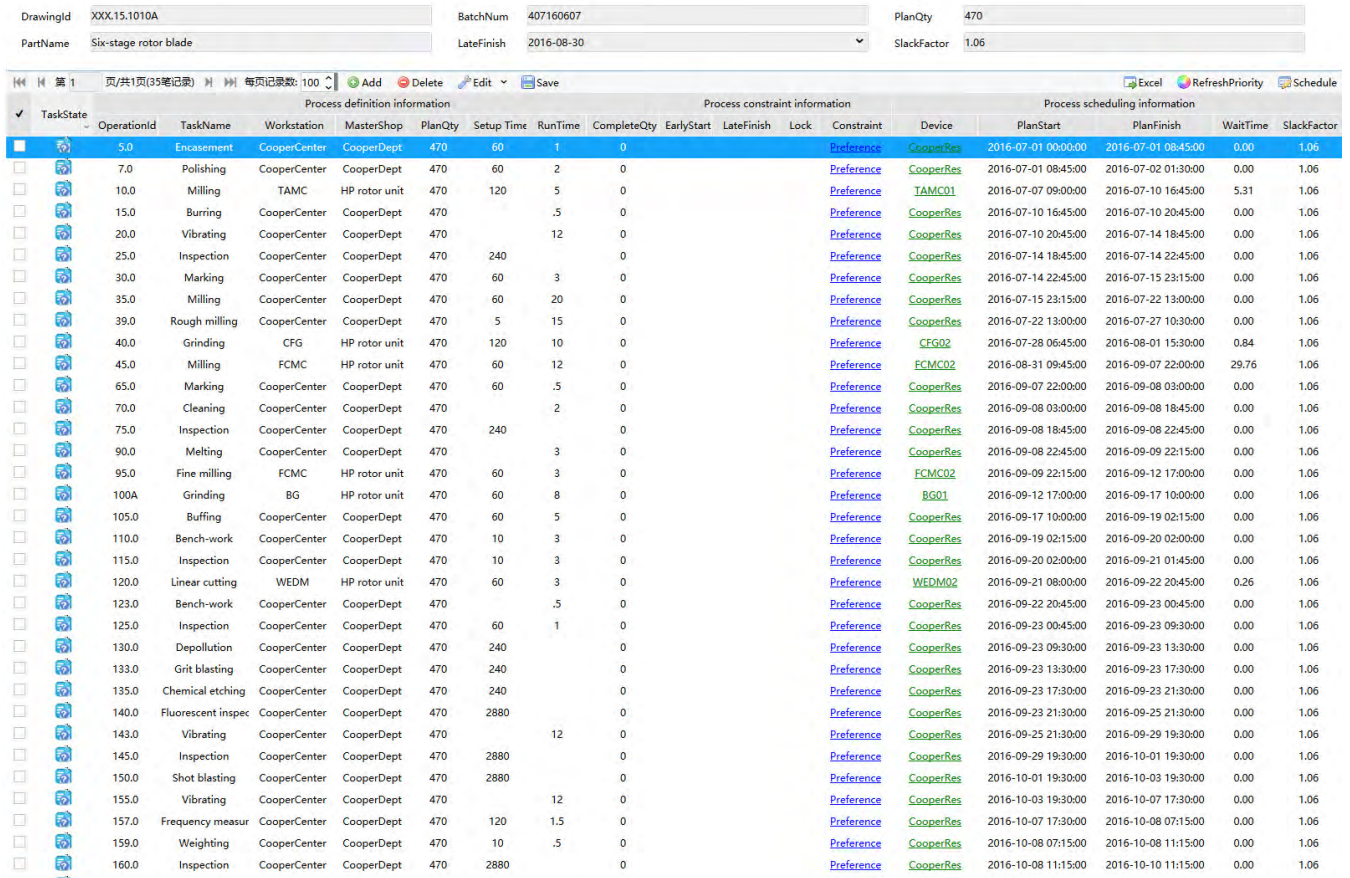 DrawingId XXX.15.1010A BatchNum 407160607 PlanQty 470
PartName Six-stage rotor blade LateFinish 2016-08-30 SlackFactor 1.06
第 1 页/共1页(35笔记录) 每页记录数: 100 Add Delete Edit Save Excel RefreshPriority Schedule
Process definition information Process constraint information Process scheduling information
TaskState OperationId TaskName Workstation MasterShop PlanQty Setup Time RunTime CompleteQty EarlyStart LateFinish Lock Constraint Device PlanStart PlanFinish WaitTime SlackFactor
5.0 Encasement CooperCenter CooperDept 470 60 1 0 Preference CooperRes 2016-07-01 00:00:00 2016-07-01 08:45:00 0.00 1.06
7.0 Polishing CooperCenter CooperDept 470 60 2 0 Preference CooperRes 2016-07-01 08:45:00 2016-07-02 01:30:00 0.00 1.06
10.0 Milling TAMC HP rotor unit 470 120 5 0 Preference TAMC01 2016-07-07 09:00:00 2016-07-10 16:45:00 5.31 1.06
15.0 Burring CooperCenter CooperDept 470 .5 0 Preference CooperRes 2016-07-10 16:45:00 2016-07-10 20:45:00 0.00 1.06
20.0 Vibrating CooperCenter CooperDept 470 12 0 Preference CooperRes 2016-07-10 20:45:00 2016-07-14 18:45:00 0.00 1.06
25.0 Inspection CooperCenter CooperDept 470 240 0 Preference CooperRes 2016-07-14 18:45:00 2016-07-14 22:45:00 0.00 1.06
30.0 Marking CooperCenter CooperDept 470 60 3 0 Preference CooperRes 2016-07-14 22:45:00 2016-07-15 23:15:00 0.00 1.06
35.0 Milling CooperCenter CooperDept 470 60 20 0 Preference CooperRes 2016-07-15 23:15:00 2016-07-22 13:00:00 0.00 1.06
39.0 Rough milling CooperCenter CooperDept 470 5 15 0 Preference CooperRes 2016-07-22 13:00:00 2016-07-27 10:30:00 0.00 1.06
40.0 Grinding CFG HP rotor unit 470 120 10 0 Preference CFG02 2016-07-28 06:45:00 2016-08-01 15:30:00 0.84 1.06
45.0 Milling FCMC HP rotor unit 470 60 12 0 Preference FCMC02 2016-08-31 09:45:00 2016-09-07 22:00:00 29.76 1.06
65.0 Marking CooperCenter CooperDept 470 60 .5 0 Preference CooperRes 2016-09-07 22:00:00 2016-09-08 03:00:00 0.00 1.06
70.0 Cleaning CooperCenter CooperDept 470 2 0 Preference CooperRes 2016-09-08 03:00:00 2016-09-08 18:45:00 0.00 1.06
75.0 Inspection CooperCenter CooperDept 470 240 0 Preference CooperRes 2016-09-08 18:45:00 2016-09-08 22:45:00 0.00 1.06
90.0 Melting CooperCenter CooperDept 470 3 0 Preference CooperRes 2016-09-08 22:45:00 2016-09-09 22:15:00 0.00 1.06
95.0 Fine milling FCMC HP rotor unit 470 60 3 0 Preference FCMC02 2016-09-09 22:15:00 2016-09-12 17:00:00 0.00 1.06
100A Grinding BG HP rotor unit 470 60 8 0 Preference BG01 2016-09-12 17:00:00 2016-09-17 10:00:00 0.00 1.06
105.0 Buffing CooperCenter CooperDept 470 60 5 0 Preference CooperRes 2016-09-17 10:00:00 2016-09-19 02:15:00 0.00 1.06
110.0 Bench-work CooperCenter CooperDept 470 10 3 0 Preference CooperRes 2016-09-19 02:15:00 2016-09-20 02:00:00 0.00 1.06
115.0 Inspection CooperCenter CooperDept 470 10 3 0 Preference CooperRes 2016-09-20 02:00:00 2016-09-21 01:45:00 0.00 1.06
120.0 Linear cutting WEDM HP rotor unit 470 60 3 0 Preference WEDM02 2016-09-21 08:00:00 2016-09-22 20:45:00 0.26 1.06
123.0 Bench-work CooperCenter CooperDept 470 .5 0 Preference CooperRes 2016-09-22 20:45:00 2016-09-23 00:45:00 0.00 1.06
125.0 Inspection CooperCenter CooperDept 470 60 1 0 Preference CooperRes 2016-09-23 00:45:00 2016-09-23 09:30:00 0.00 1.06
130.0 Depollution CooperCenter CooperDept 470 240 0 Preference CooperRes 2016-09-23 09:30:00 2016-09-23 13:30:00 0.00 1.06
133.0 Grit blasting CooperCenter CooperDept 470 240 0 Preference CooperRes 2016-09-23 13:30:00 2016-09-23 17:30:00 0.00 1.06
135.0 Chemical etching CooperCenter CooperDept 470 240 0 Preference CooperRes 2016-09-23 17:30:00 2016-09-23 21:30:00 0.00 1.06
140.0 Fluorescent inspec CooperCenter CooperDept 470 2880 0 Preference CooperRes 2016-09-23 21:30:00 2016-09-25 21:30:00 0.00 1.06
143.0 Vibrating CooperCenter CooperDept 470 12 0 Preference CooperRes 2016-09-25 21:30:00 2016-09-29 19:30:00 0.00 1.06
145.0 Inspection CooperCenter CooperDept 470 2880 0 Preference CooperRes 2016-09-29 19:30:00 2016-10-01 19:30:00 0.00 1.06
150.0 Shot blasting CooperCenter CooperDept 470 2880 0 Preference CooperRes 2016-10-01 19:30:00 2016-10-03 19:30:00 0.00 1.06
155.0 Vibrating CooperCenter CooperDept 470 12 0 Preference CooperRes 2016-10-03 19:30:00 2016-10-07 17:30:00 0.00 1.06
157.0 Frequency measur CooperCenter CooperDept 470 120 1.5 0 Preference CooperRes 2016-10-07 17:30:00 2016-10-08 07:15:00 0.00 1.06
159.0 Weighting CooperCenter CooperDept 470 10 .5 0 Preference CooperRes 2016-10-08 07:15:00 2016-10-08 11:15:00 0.00 1.06
160.0 Inspection CooperCenter CooperDept 470 2880 0 Preference CooperRes 2016-10-08 11:15:00 2016-10-10 11:15:00 0.00 1.06